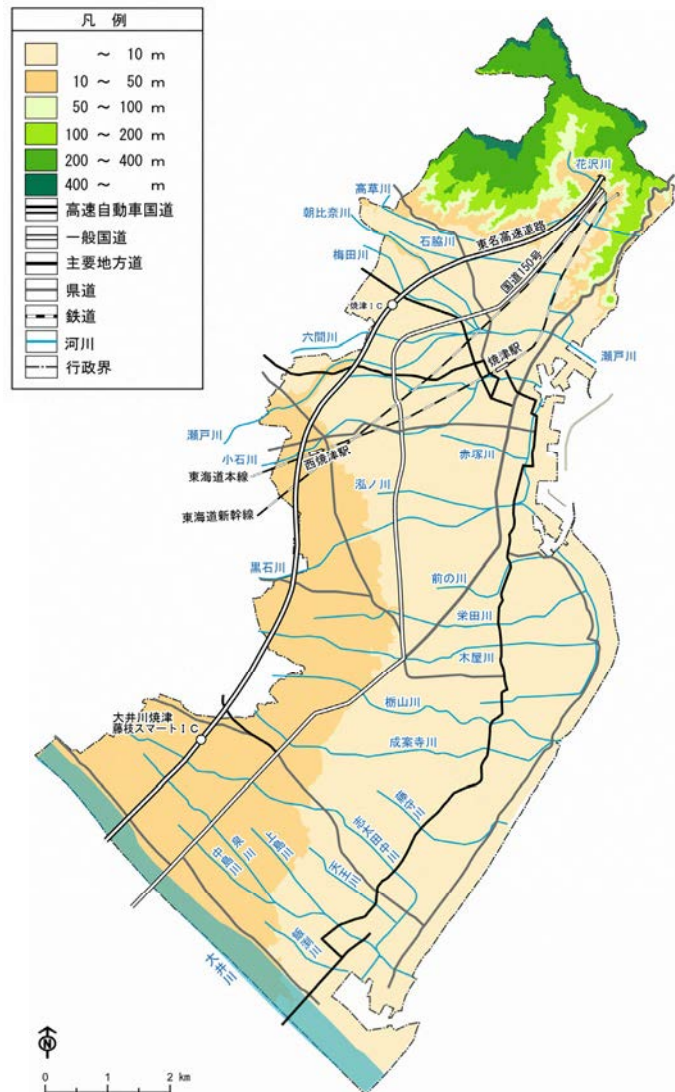 凡例
～ 10 m
10 ～ 50 m
50 ～ 100 m
100 ～ 200 m
200 ～ 400 m
400 ～ m
高速自動車国道
一般国道
主要地方道
県道
鉄道
河川
行政界
花沢川
高草川
朝比奈川
石脇川
東名高速道路
梅田川
国道150号
焼津IC
六間川
焼津駅
瀬戸川
瀬戸川
小石川
西焼津駅
赤塚川
東海道本線
泓ノ川
東海道新幹線
黒石川
前の川
栄田川
木屋川
栃山川
大井川焼津
藤枝スマートIC
成案寺川
藤守川
志太田中川
上島川
泉川
中島川
天王川
飯淵川
大井川
0 1 2 km